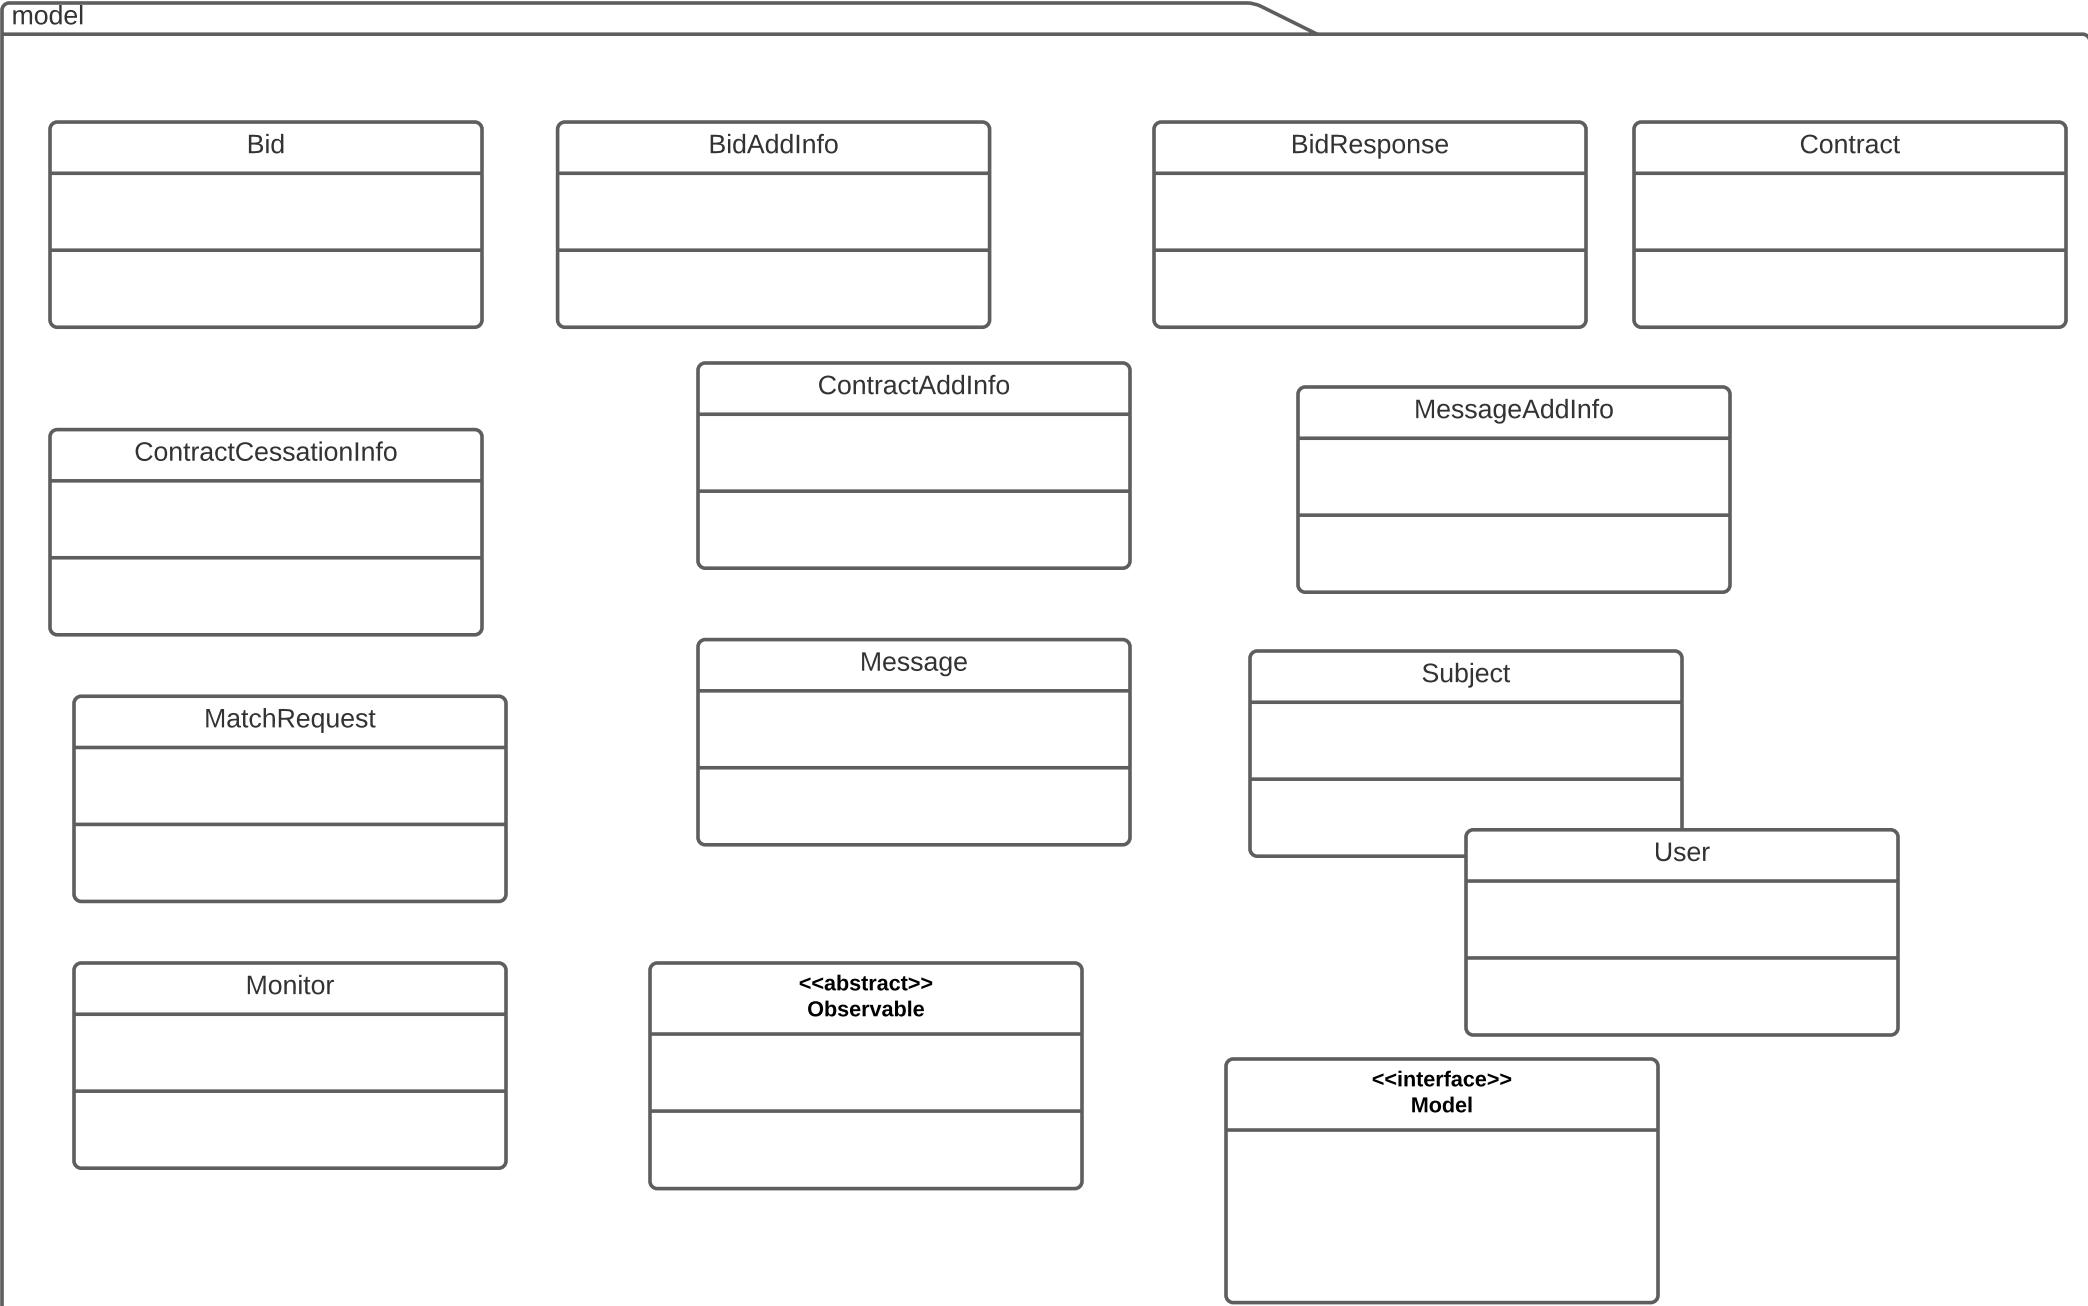 model
Bid
BidAddInfo
BidResponse
Contract
ContractAddInfo
MessageAddInfo
ContractCessationInfo
Message
Subject
MatchRequest
User
Monitor
<<abstract>>
Observable
<<interface>>
Model